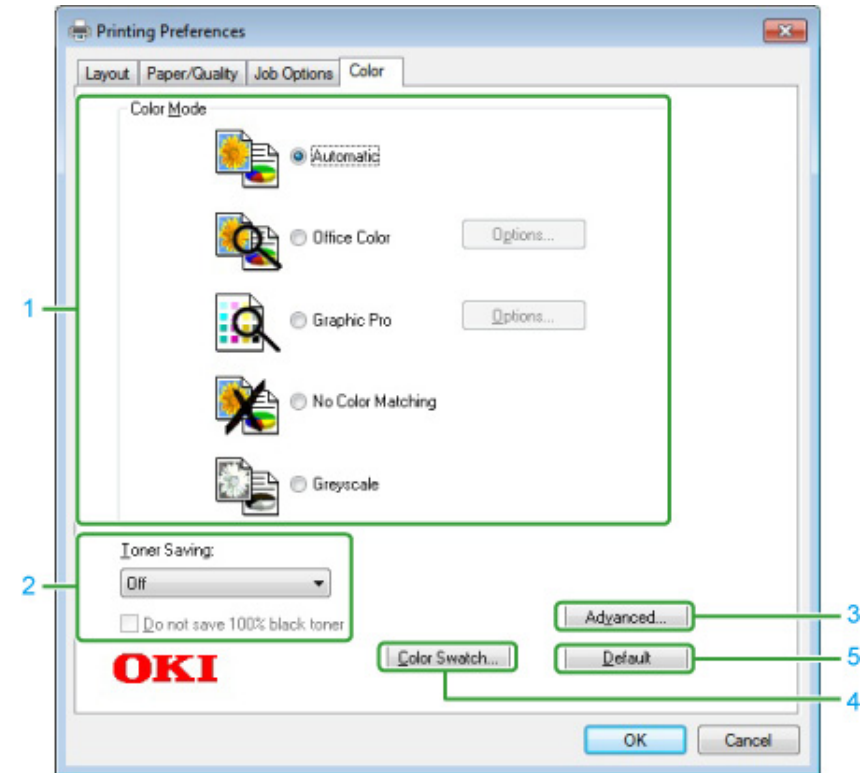 Printing Preferences
Layout Paper/Quality Job Options Color
Color Mode
Automatic
Office Color Options...
1
Graphic Pro Options...
No Color Matching
Greyscale
Toner Saving:
2 Off
Do not save 100% black toner
Advanced... 3
OKI Color Swatch... Default 5
4
OK Cancel